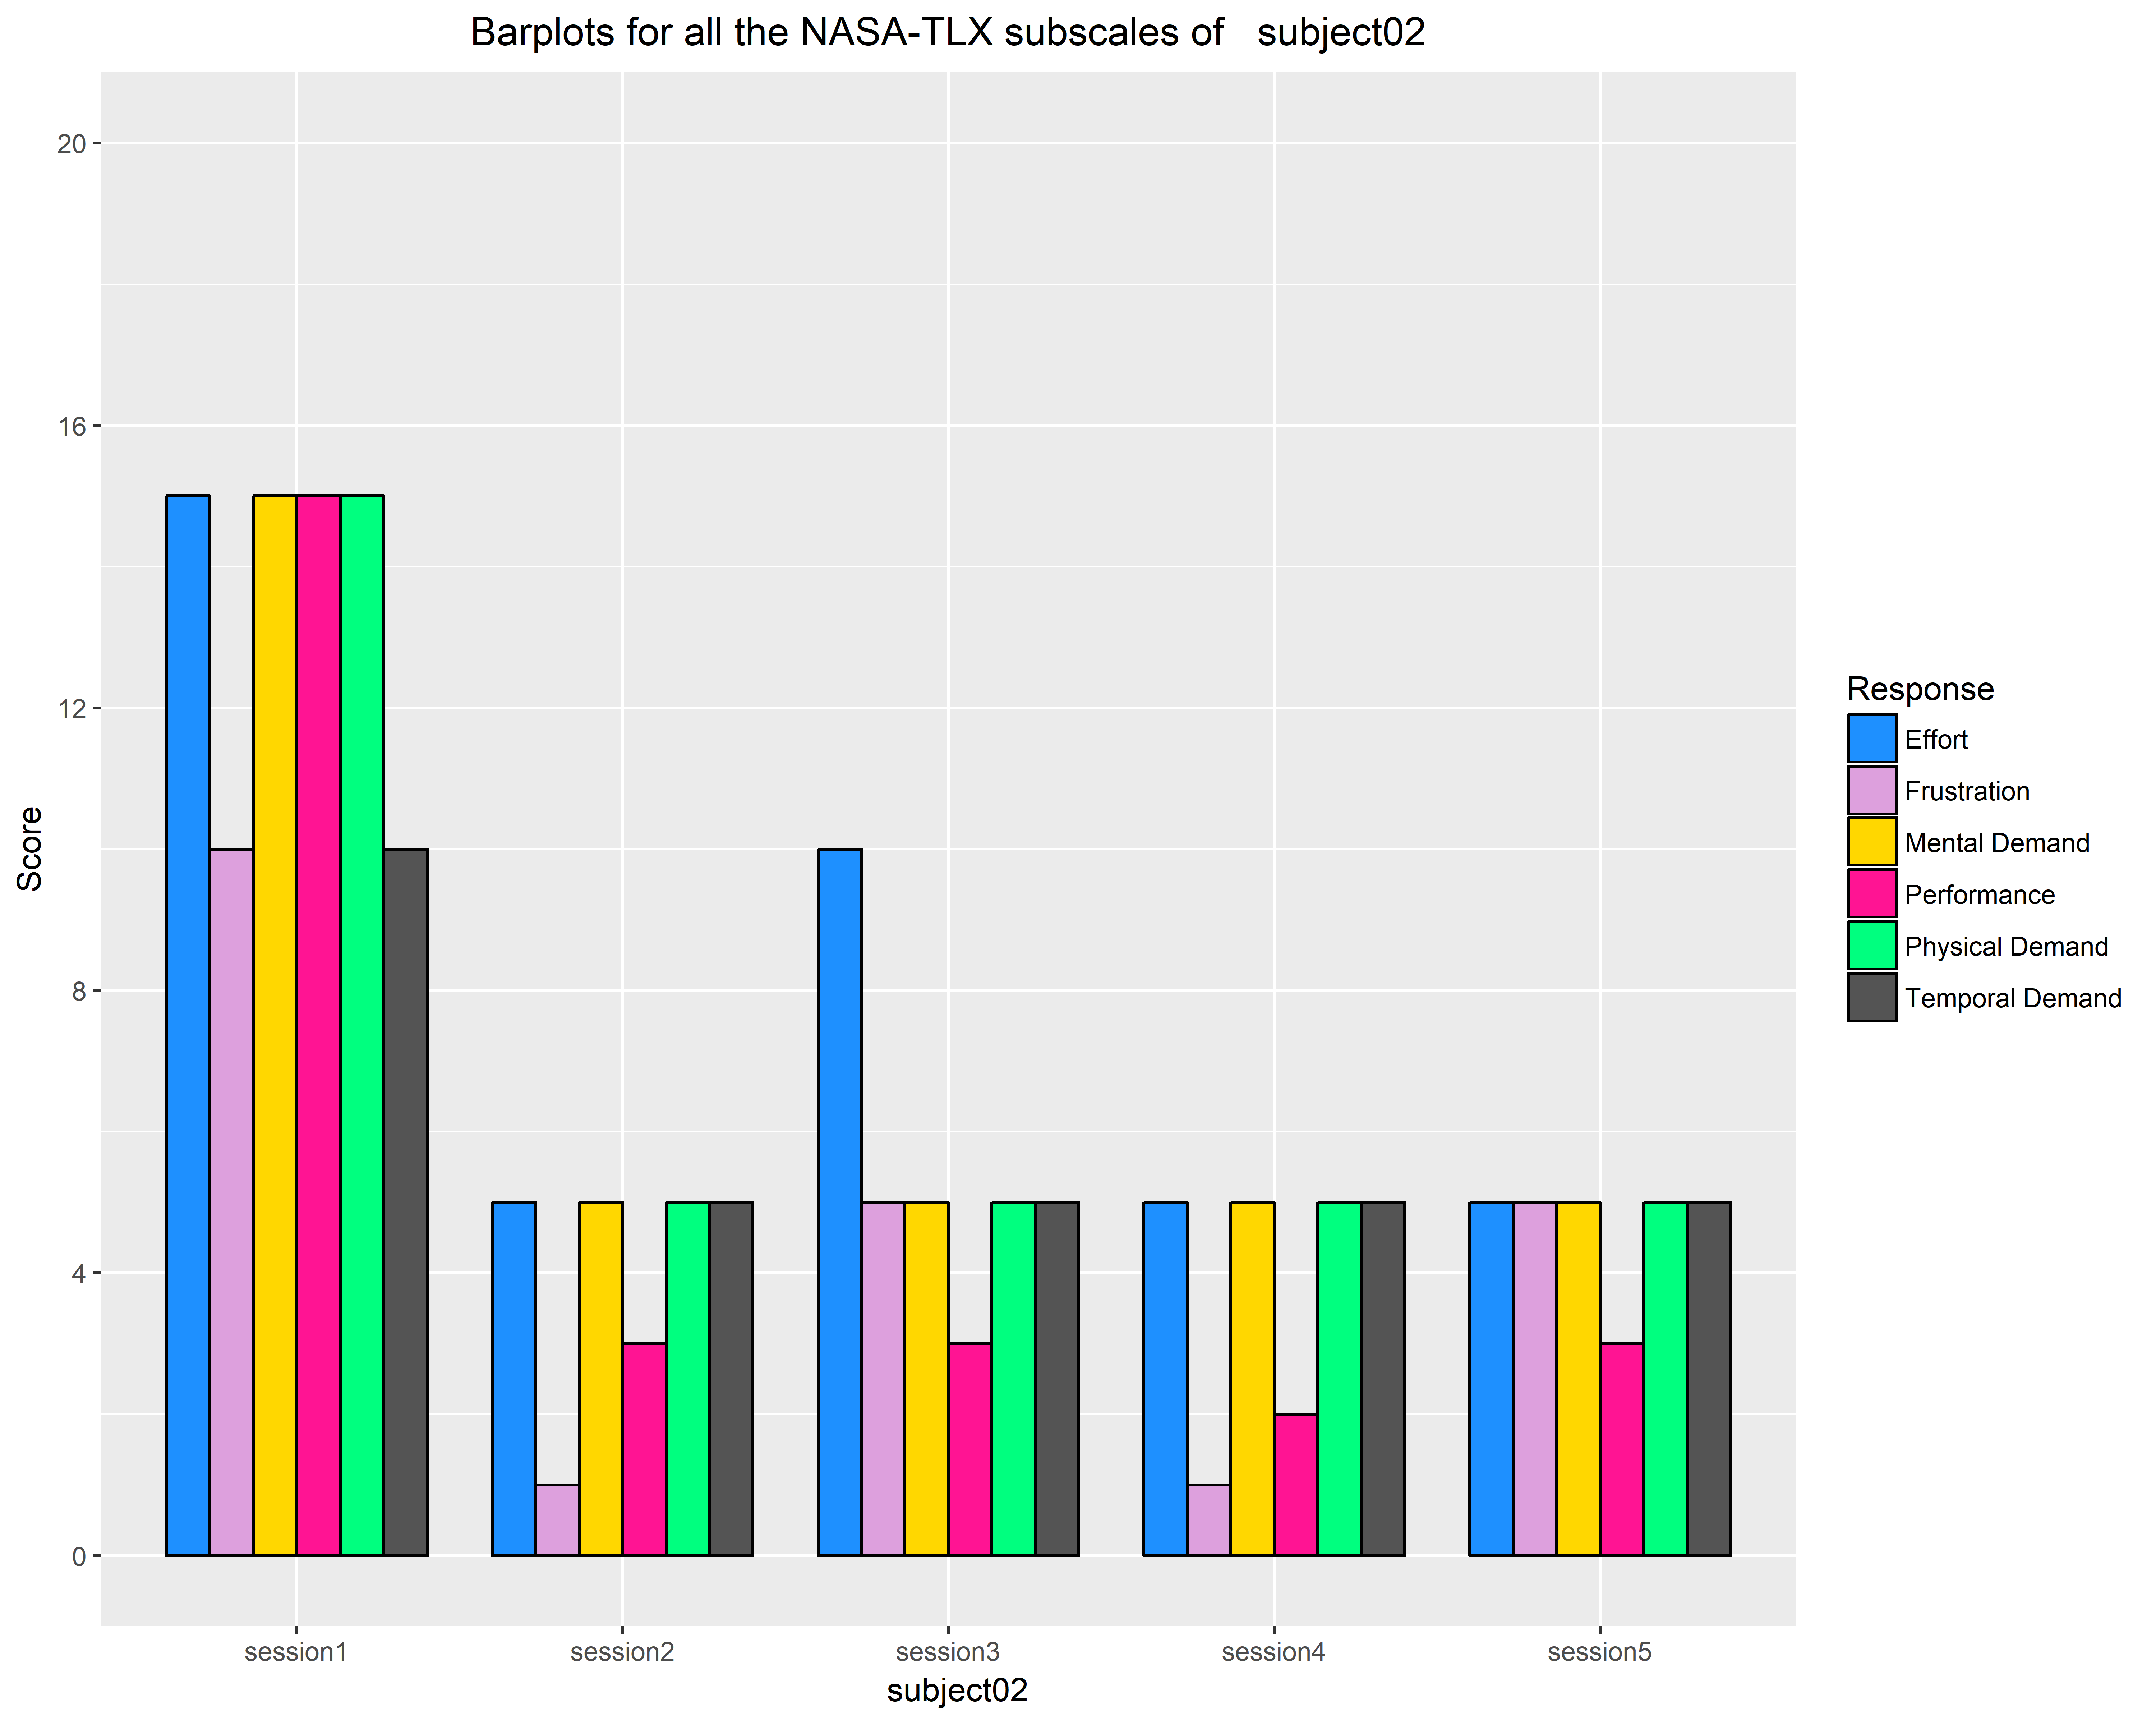 Barplots for all the NASA-TLX subscales of   subject02
Score
20
16
12
8
4
0
session1
session2
session3
session4
session5
subject02
Response
Effort
Frustration
Mental Demand
Performance
Physical Demand
Temporal Demand